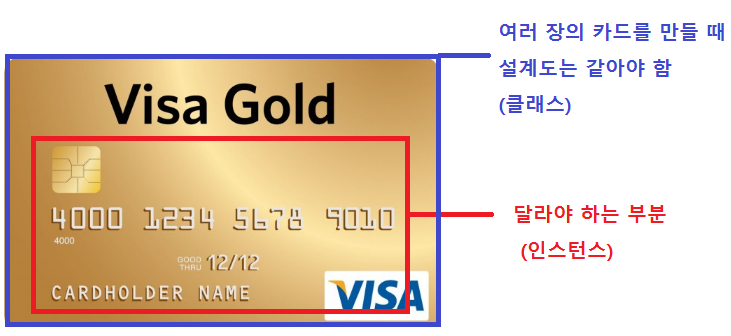 여러 장의 카드를 만들 때
설계도는 같아야 함
(클래스)
Visa Gold
4000 1234 5678 9010
4000
GOOD THRU 12/12
CARDHOLDER NAME
VISA
달라야 하는 부분
(인스턴스)